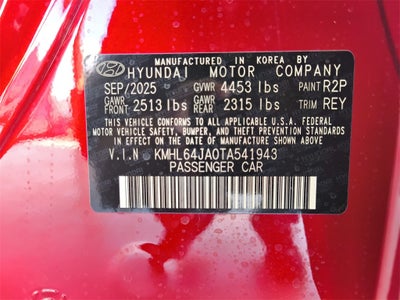 MANUFACTURED IN KOREA BY
HYUNDAI MOTOR COMPANY
SEP/2025 GVWR 4453 lbs PAINT R2P
GAWR FRONT 2513 lbs GAWR REAR 2315 lbs TRIM REY
THIS VEHICLE CONFORMS TO ALL APPLICABLE
U.S. FEDERAL MOTOR VEHICLE SAFETY, BUMPER, AND THEFT
PREVENTION STANDARDS IN EFFECT ON THE DATE OF
MANUFACTURE SHOWN ABOVE.
V.I.N KMHL64JA0TA541943
PASSENGER CAR